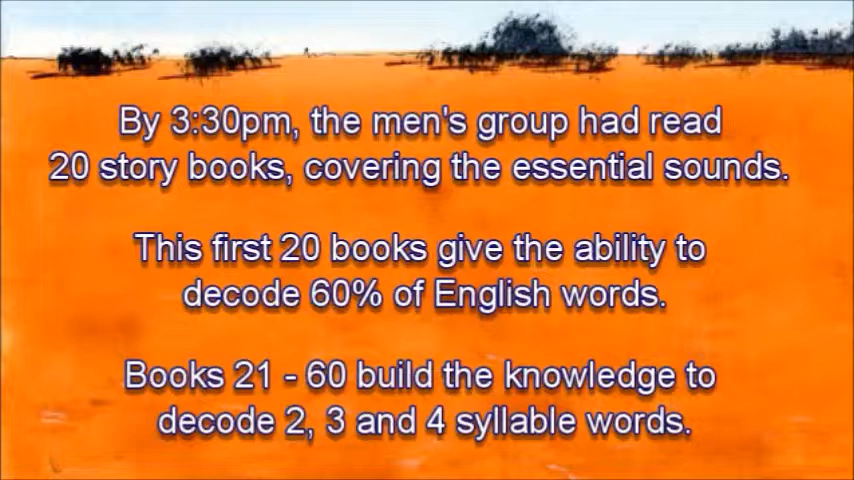 By 3:30pm, the men's group had read
20 story books, covering the essential sounds.
This first 20 books give the ability to
decode 60% of English words.
Books 21 - 60 build the knowledge to
decode 2, 3 and 4 syllable words.